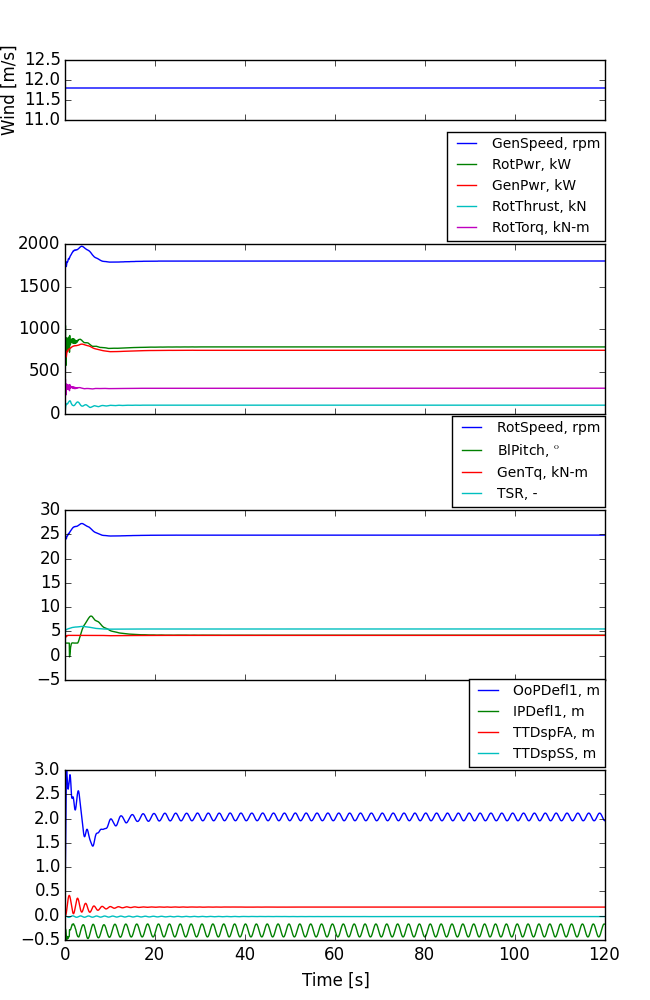 Wind [m/s]
12.5
12.0
11.5
11.0
GenSpeed, rpm
RotPwr, kW
GenPwr, kW
RotThrust, kN
RotTorq, kN-m
2000
1500
1000
500
0
RotSpeed, rpm
BlPitch, °
GenTq, kN-m
TSR, -
30
25
20
15
10
5
0
−5
OoPDefl1, m
IPDefl1, m
TTDspFA, m
TTDspSS, m
3.0
2.5
2.0
1.5
1.0
0.5
0.0
−0.5
0 20 40 60 80 100 120
Time [s]